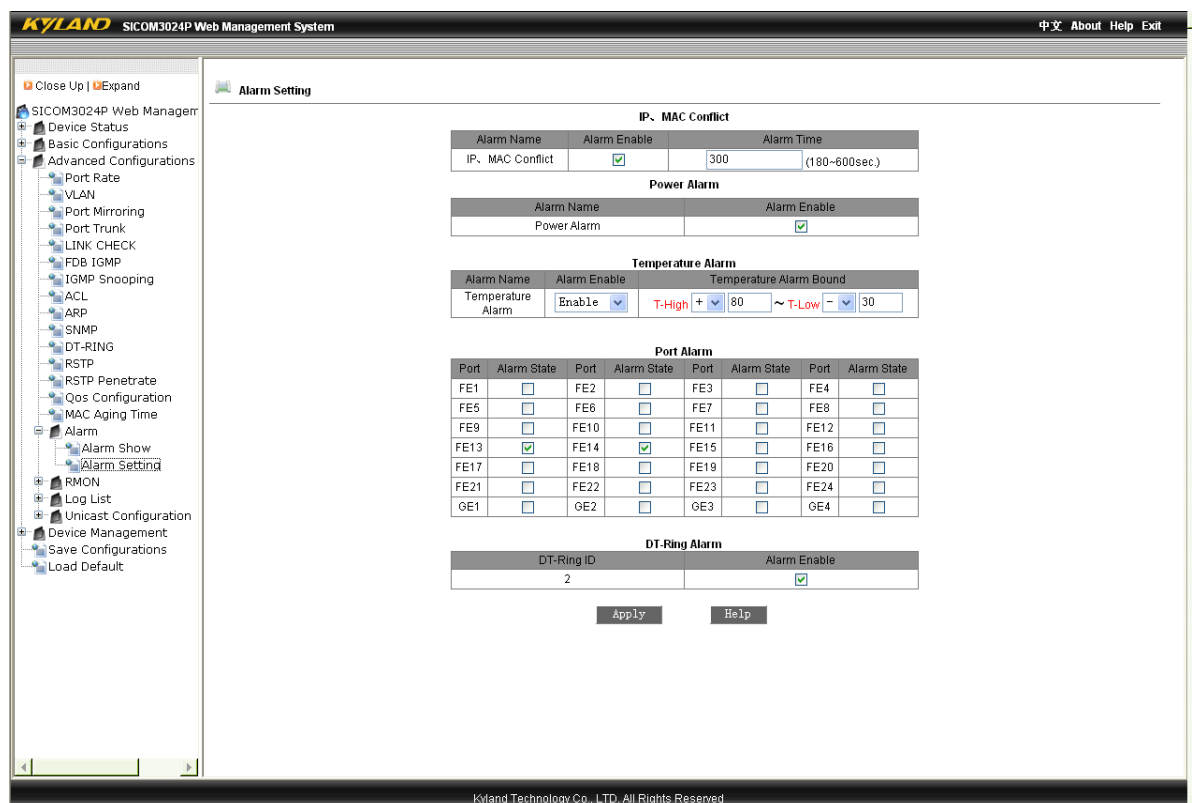 KYLAND SICOM3024P Web Management System
中文 About Help Exit
Close Up | Expand
SICOM3024P Web Managem
Device Status
Basic Configurations
Advanced Configurations
Port Rate
VLAN
Port Mirroring
Port Trunk
LINK CHECK
FDB IGMP
IGMP Snooping
ACL
ARP
SNMP
DT-RING
RSTP
RSTP Penetrate
Qos Configuration
MAC Aging Time
Alarm
Alarm Show
Alarm Setting
RMON
Log List
Unicast Configuration
Device Management
Save Configurations
Load Default
Alarm Setting
IP、MAC Conflict
Alarm Name Alarm Enable Alarm Time
IP、MAC Conflict 300 (180~600sec.)
Power Alarm
Alarm Name Alarm Enable
Power Alarm
Temperature Alarm
Alarm Name Alarm Enable Temperature Alarm Bound
Temperature Alarm Enable T-High + 80 ~ T-Low - 30
Port Alarm
Port Alarm State Port Alarm State Port Alarm State Port Alarm State
FE1 FE2 FE3 FE4
FE5 FE6 FE7 FE8
FE9 FE10 FE11 FE12
FE13 FE14 FE15 FE16
FE17 FE18 FE19 FE20
FE21 FE22 FE23 FE24
GE1 GE2 GE3 GE4
DT-Ring Alarm
DT-Ring ID Alarm Enable
2
Apply Help
Kyland Technology Co., LTD. All Rights Reserved